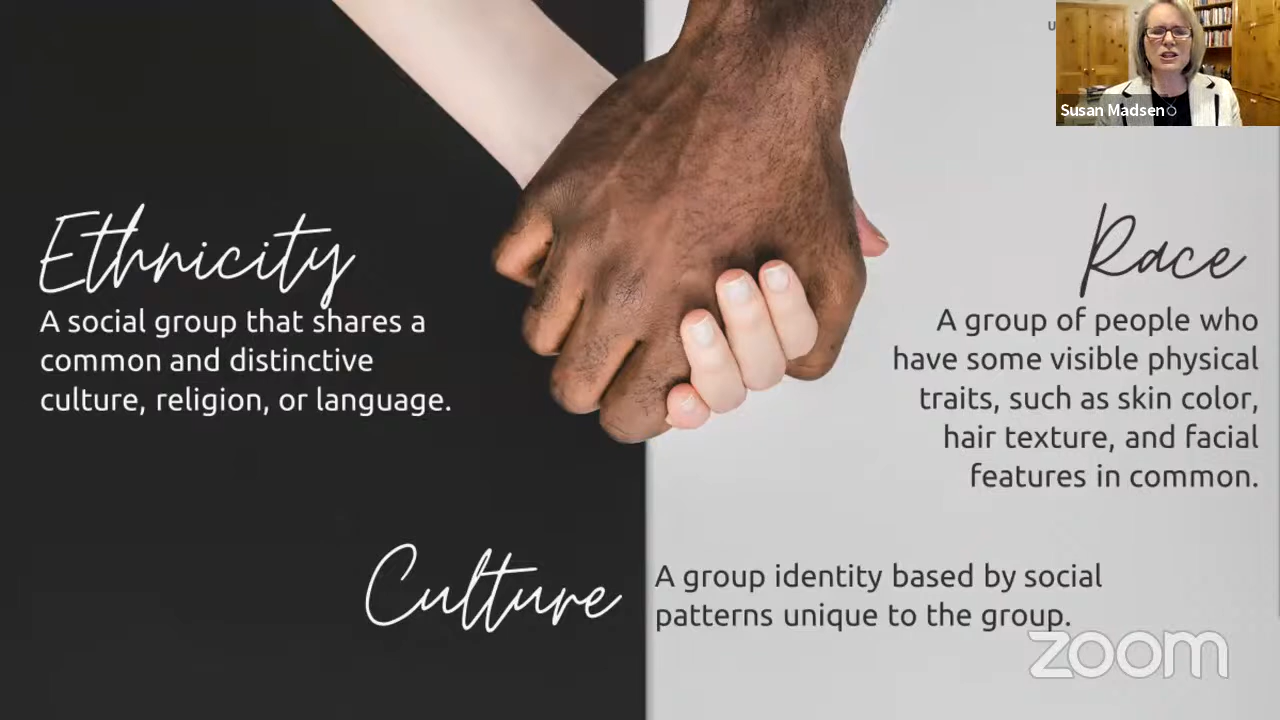 U
Susan Madsen
Ethnicity
A social group that shares a
common and distinctive
culture, religion, or language.
Race
A group of people who
have some visible physical
traits, such as skin color,
hair texture, and facial
features in common.
Culture
A group identity based by social
patterns unique to the group.
zoom